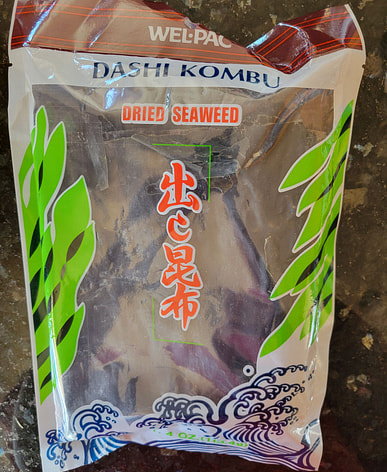 WEL-PAC
DASHI KOMBU
DRIED SEAWEED
出し昆布